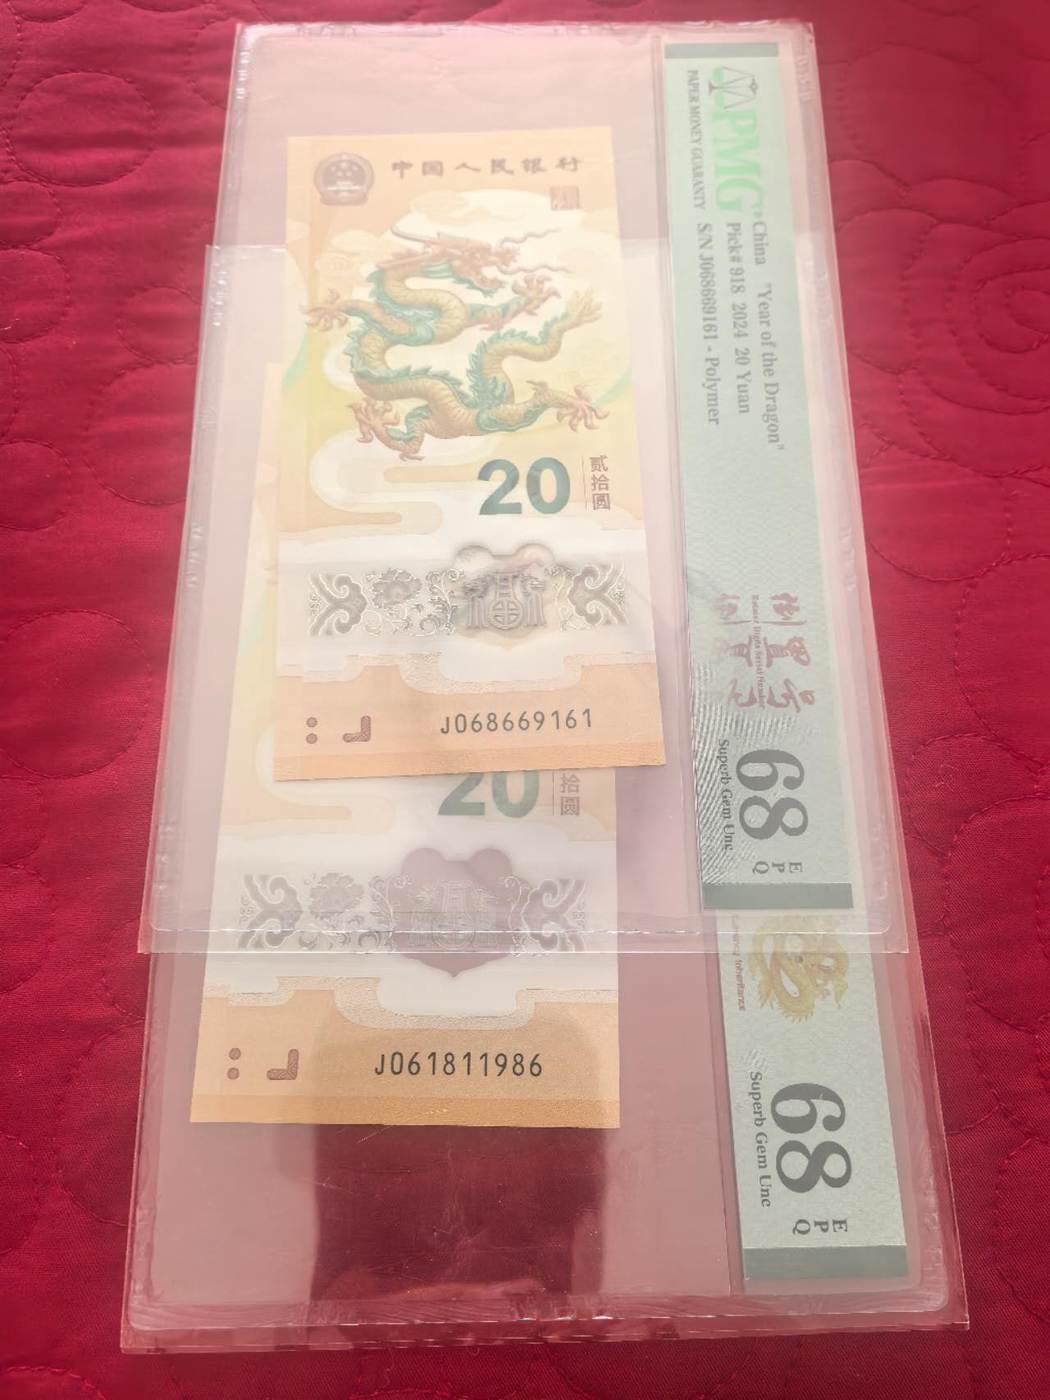 中国人民银行
20
贰拾圆
J068669161
PMG
PAPER MONEY GUARANTY
China "Year of the Dragon"
Pick# 918 2024 20 Yuan
S/N J068669161 - Polymer
68 EPQ
Superb Gem Unc
20
拾圆
J061811986
Inheritance
68 EPQ
Superb Gem Unc